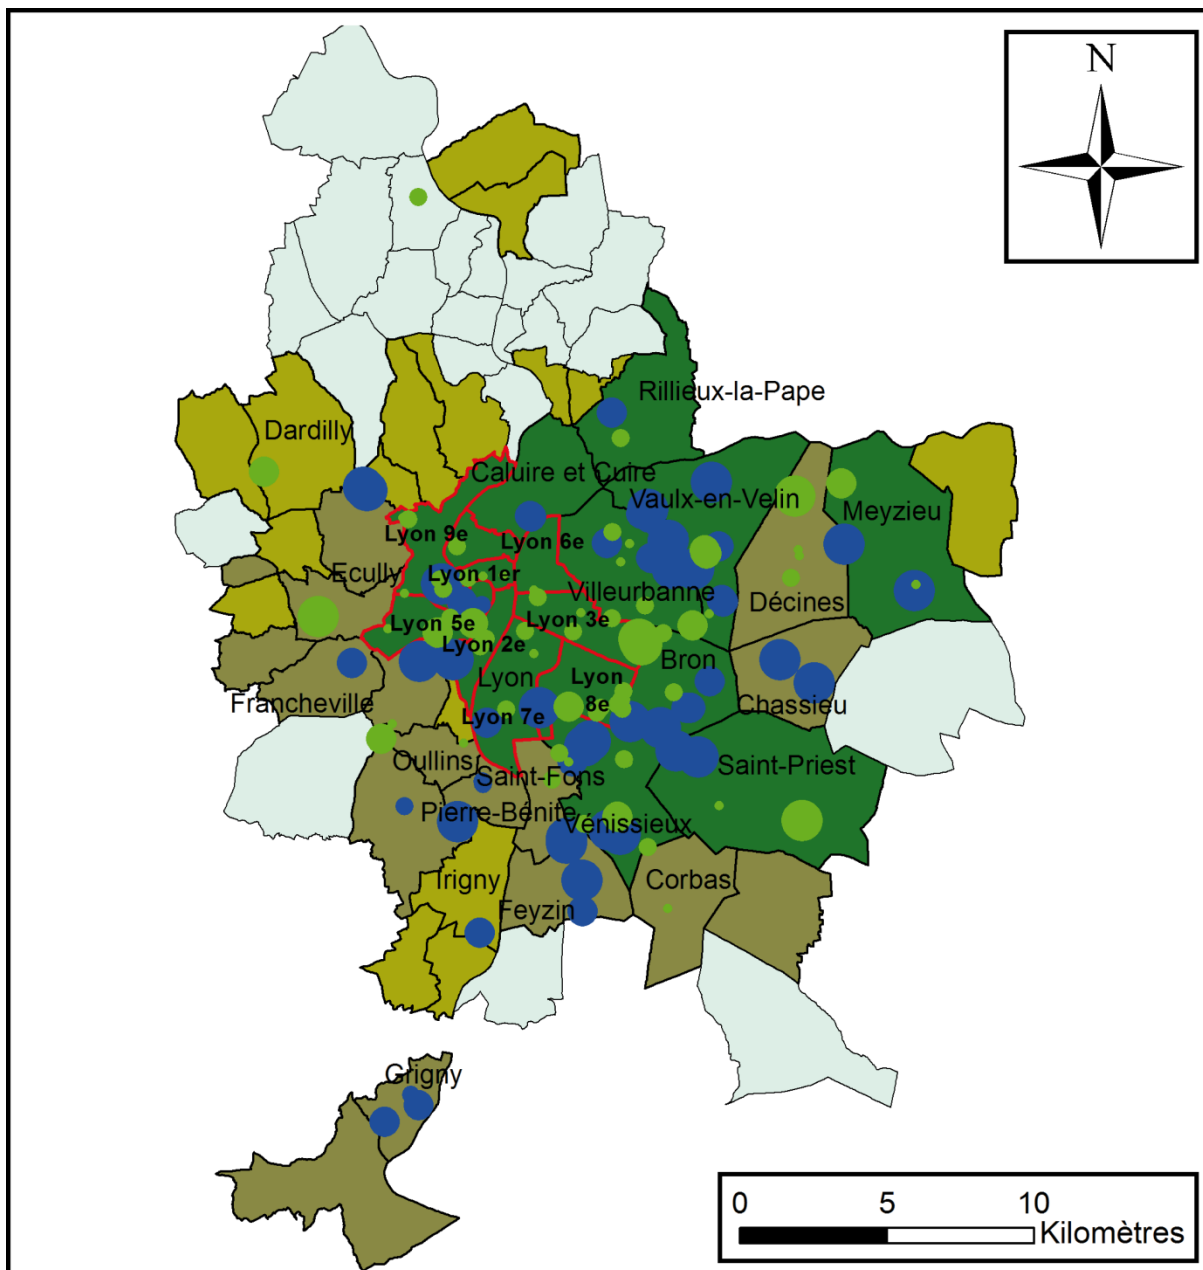 N
Rillieux-la-Pape
Dardilly
Caluire et Cuire
Vaulx-en-Velin
Meyzieu
Lyon 9e
Lyon 6e
Ecully
Lyon 1er
Villeurbanne
Décines
Lyon 5e
Lyon 3e
Lyon 2e
Bron
Lyon
Lyon
8e
Francheville
Chassieu
Lyon 7e
Oullins
Saint-Fons
Saint-Priest
Pierre-Bénite
Vénissieux
Irigny
Corbas
Feyzin
Grigny
0 5 10
Kilomètres